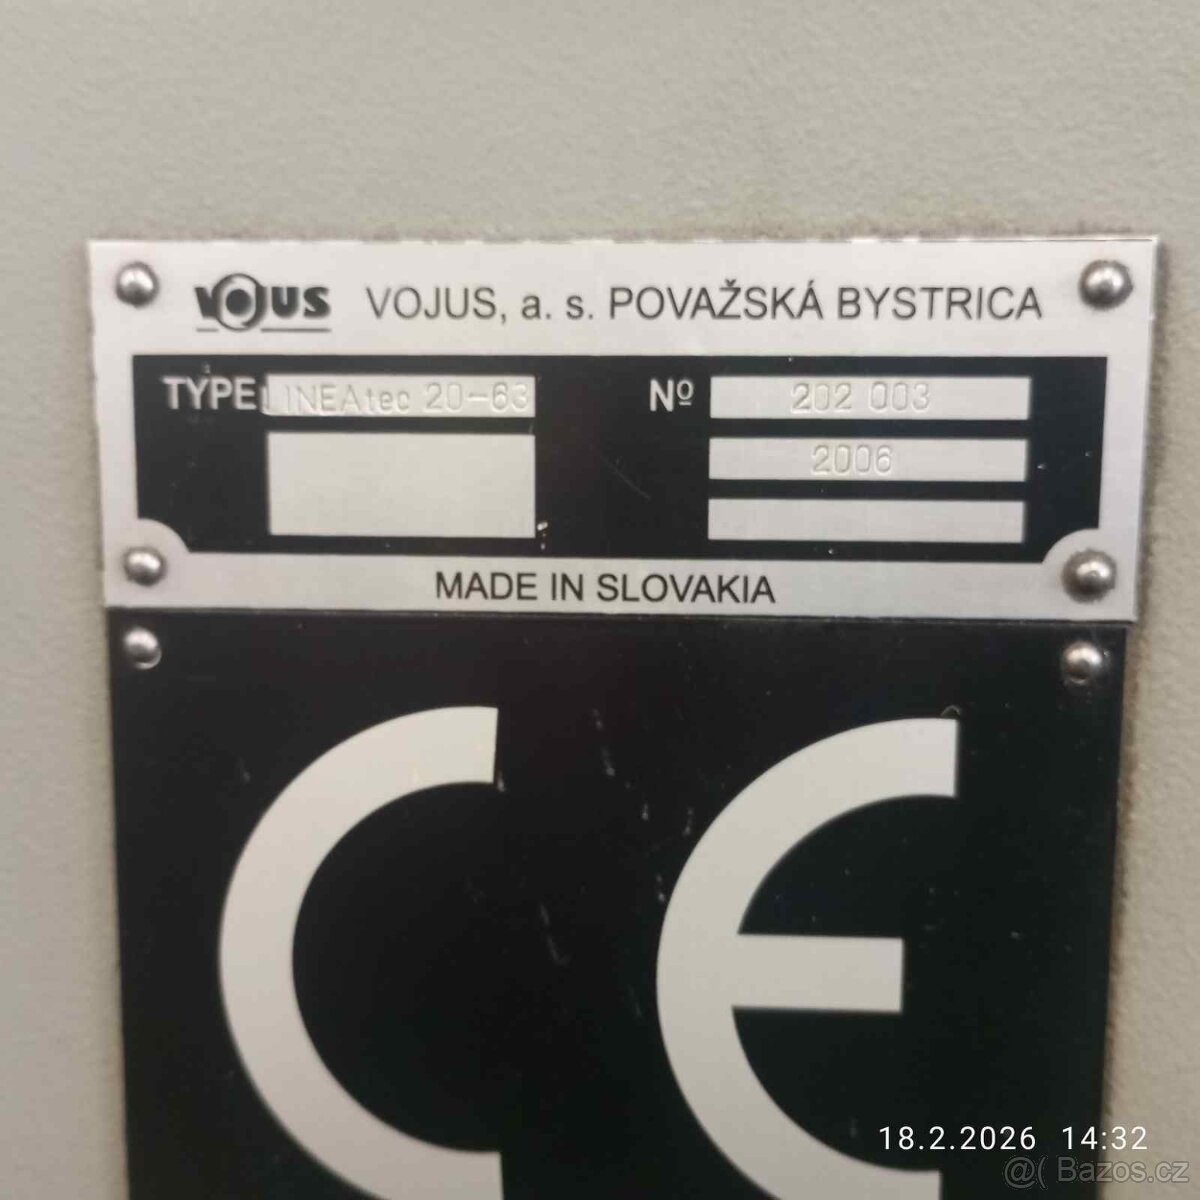 VOJUS VOJUS, a. s. POVAŽSKÁ BYSTRICA
TYPE LINEAtec 20-63 Nº 202 003
2006
MADE IN SLOVAKIA
CE
18.2.2026 14:32
@( Bazos.cz